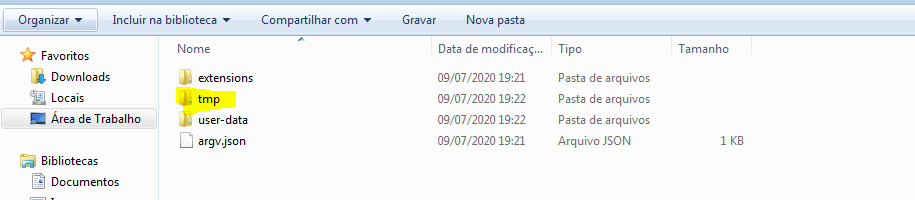 Organizar Incluir na biblioteca Compartilhar com Gravar Nova pasta
Favoritos
Downloads
Locais
Área de Trabalho
Bibliotecas
Documentos
Nome Data de modificaç... Tipo Tamanho
extensions 09/07/2020 19:21 Pasta de arquivos
tmp 09/07/2020 19:22 Pasta de arquivos
user-data 09/07/2020 19:22 Pasta de arquivos
argv.json 09/07/2020 19:21 Arquivo JSON 1 KB